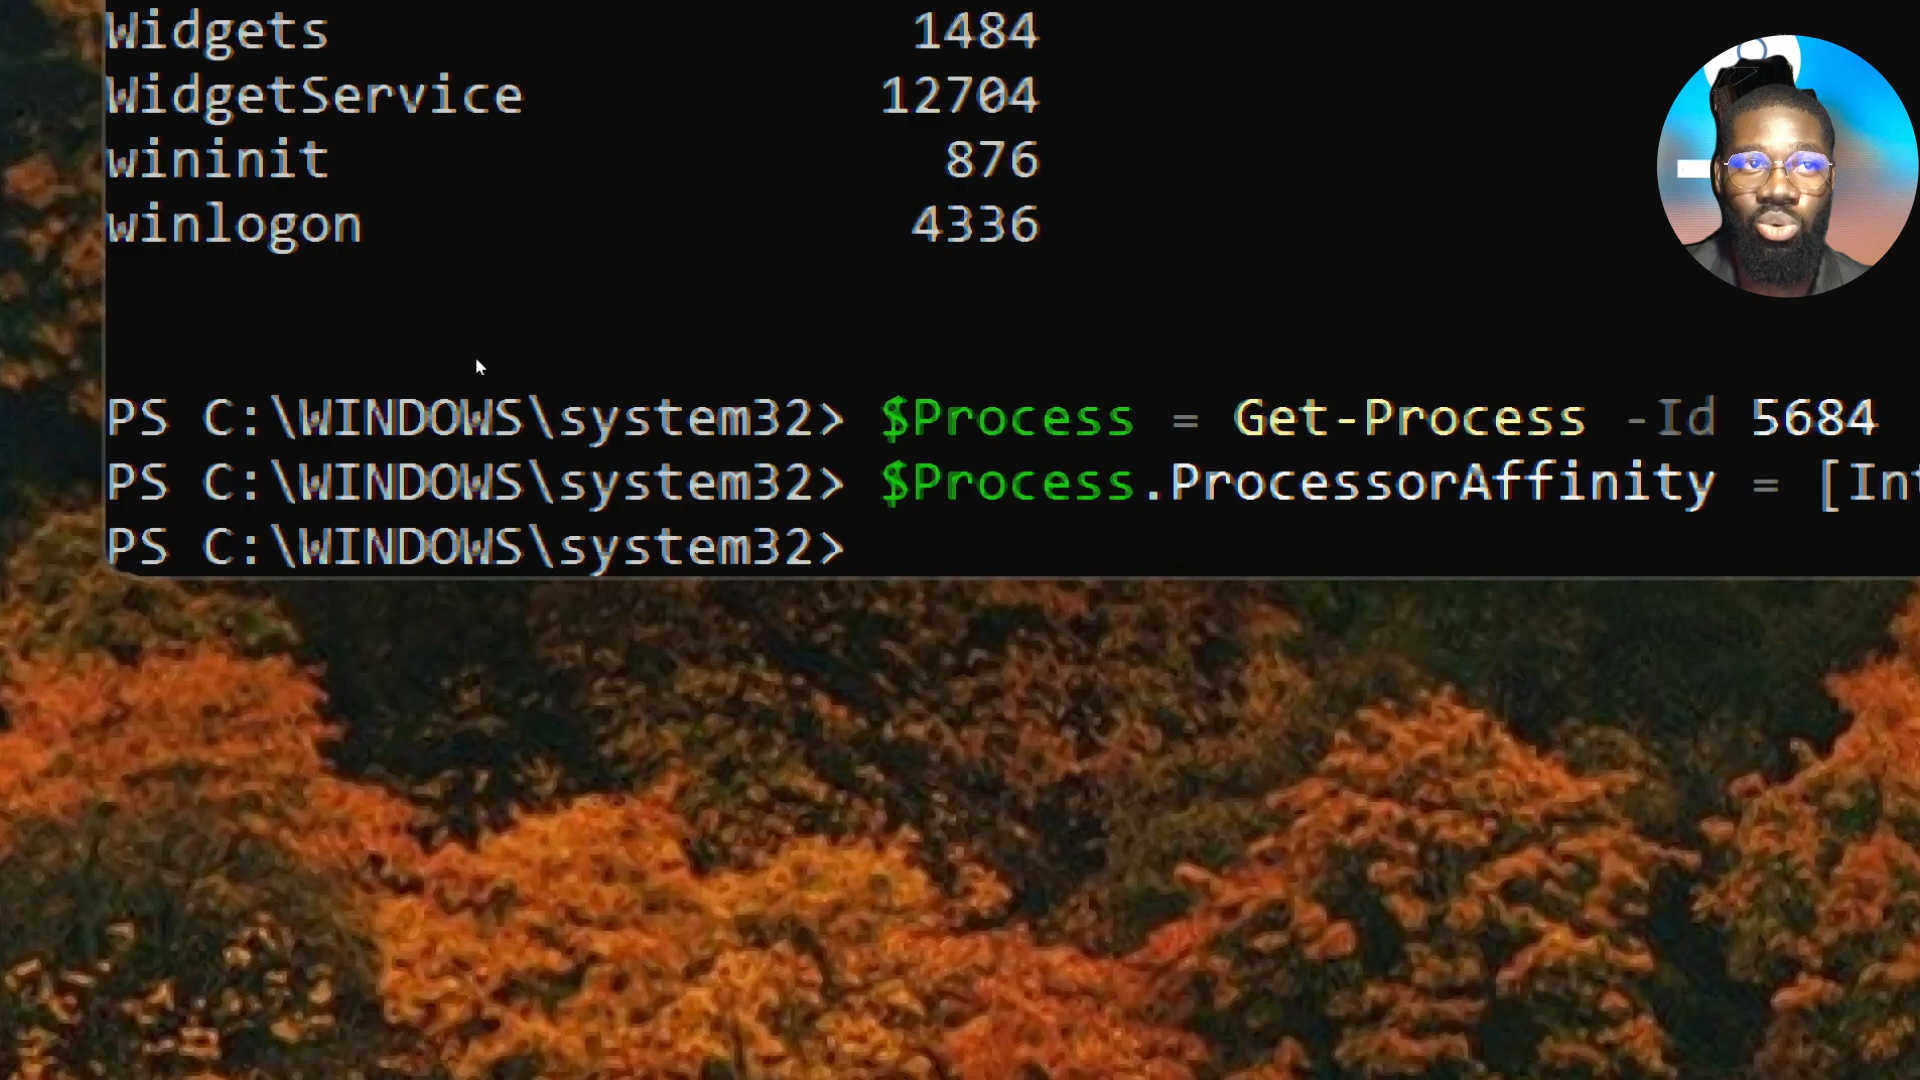 Widgets 1484
WidgetService 12704
wininit 876
winlogon 4336
PS C:\WINDOWS\system32> $Process = Get-Process -Id 5684
PS C:\WINDOWS\system32> $Process.ProcessorAffinity = [Int
PS C:\WINDOWS\system32>